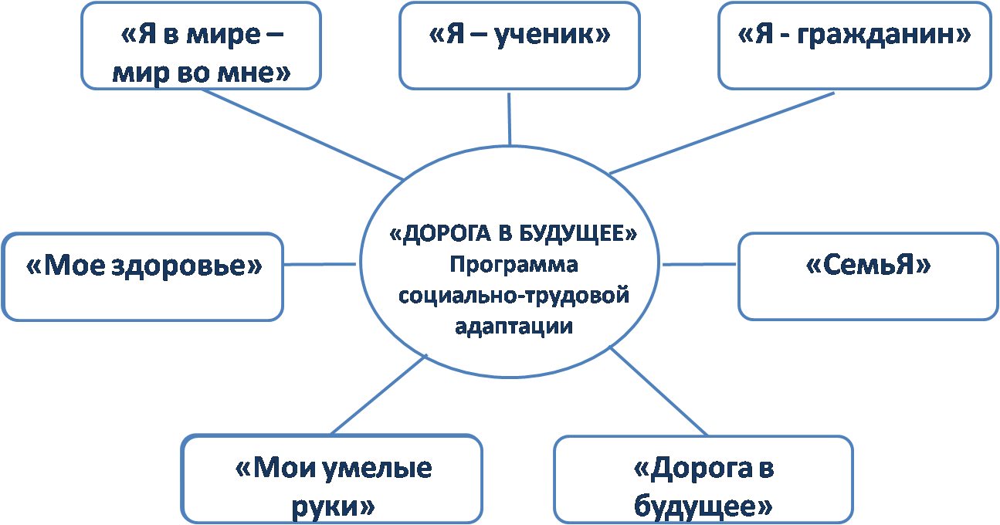 «Я в мире –
мир во мне»
«Я – ученик»
«Я - гражданин»
«Мое здоровье»
«ДОРОГА В БУДУЩЕЕ»
Программа
социально-трудовой
адаптации
«СемьЯ»
«Мои умелые
руки»
«Дорога в
будущее»